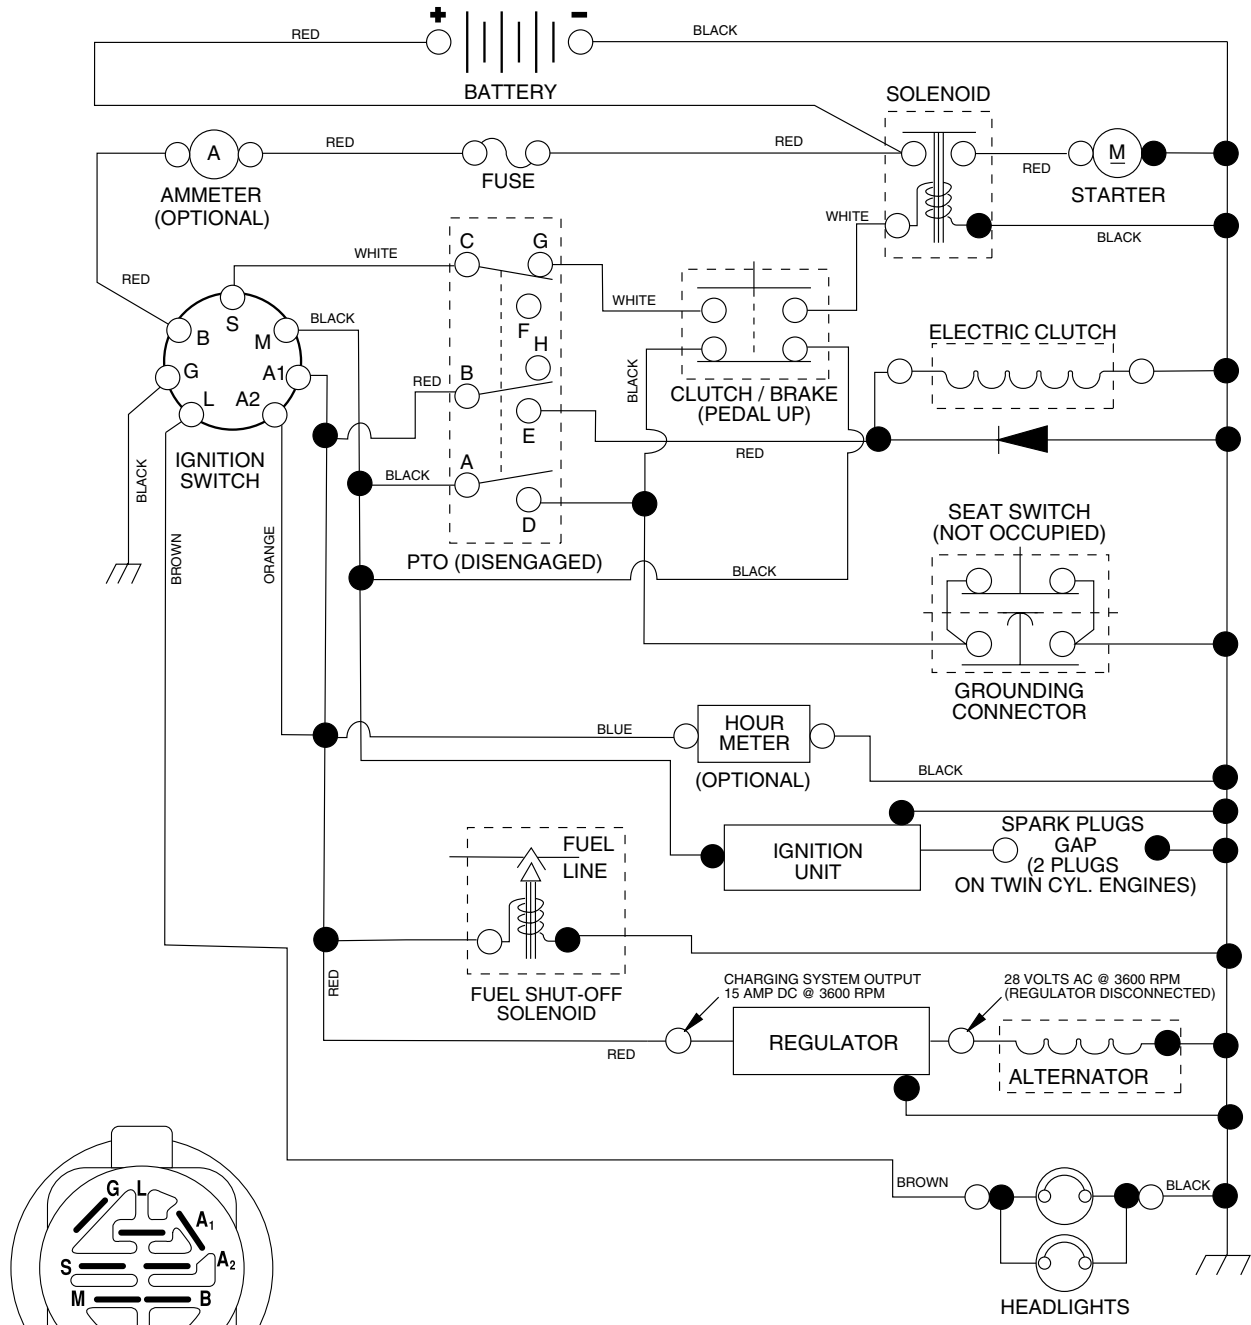 +
−
RED
BLACK
BATTERY
SOLENOID
A
RED
RED
M
RED
AMMETER
(OPTIONAL)
FUSE
STARTER
WHITE
BLACK
WHITE
C
G
RED
S
B
M
BLACK
F
WHITE
ELECTRIC CLUTCH
G
A1
H
B
RED
BLACK
CLUTCH / BRAKE
(PEDAL UP)
L
A2
E
RED
IGNITION
SWITCH
BLACK
A
BLACK
SEAT SWITCH
(NOT OCCUPIED)
D
BROWN
ORANGE
PTO (DISENGAGED)
BLACK
GROUNDING
CONNECTOR
BLUE
HOUR
METER
(OPTIONAL)
BLACK
FUEL
LINE
IGNITION
UNIT
SPARK PLUGS
GAP
(2 PLUGS
ON TWIN CYL. ENGINES)
RED
FUEL SHUT-OFF
SOLENOID
CHARGING SYSTEM OUTPUT
15 AMP DC @ 3600 RPM
28 VOLTS AC @ 3600 RPM
(REGULATOR DISCONNECTED)
RED
REGULATOR
ALTERNATOR
BROWN
BLACK
HEADLIGHTS
G
L
A1
S
A2
M
B